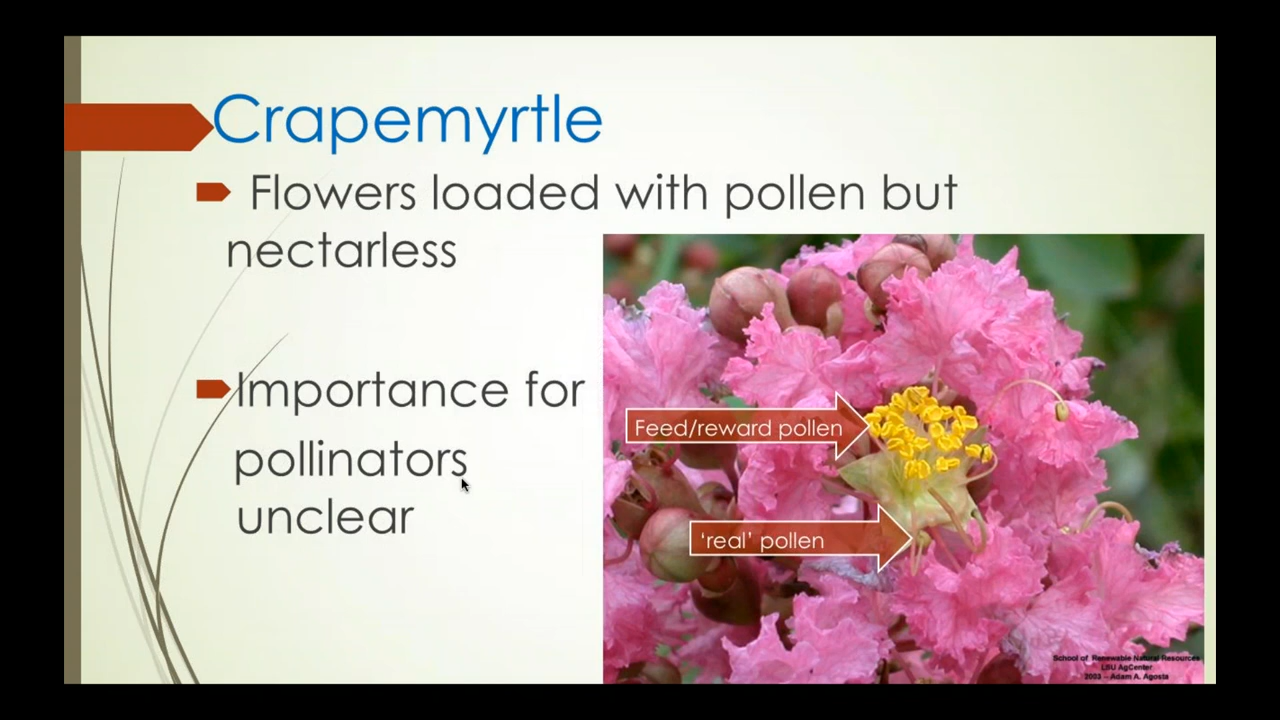 Crapemyrtle
Flowers loaded with pollen but
nectarless
Importance for
pollinators
unclear
Feed/reward pollen
‘real’ pollen
School of Renewable Natural Resources
LSU AgCenter
2003 – Adam A. Agosta